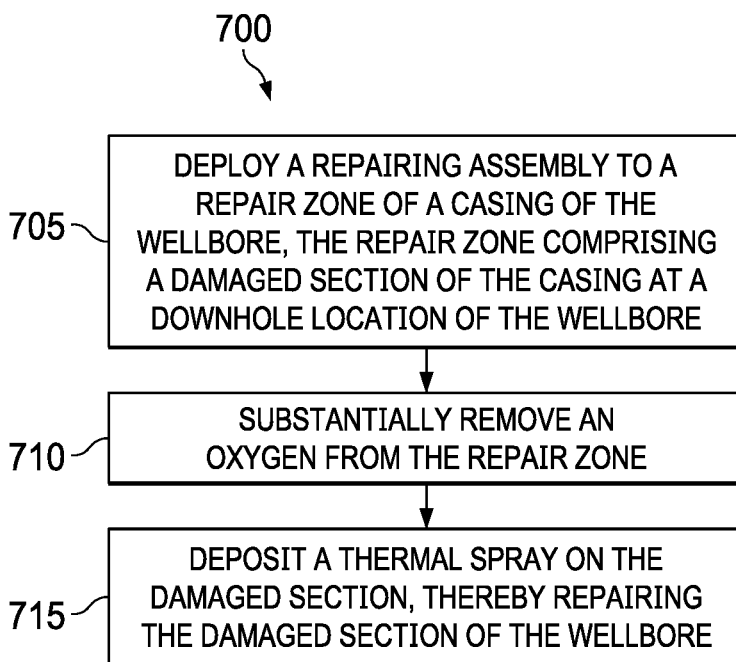 700
705
DEPLOY A REPAIRING ASSEMBLY TO A
REPAIR ZONE OF A CASING OF THE
WELLBORE, THE REPAIR ZONE COMPRISING
A DAMAGED SECTION OF THE CASING AT A
DOWNHOLE LOCATION OF THE WELLBORE
710
SUBSTANTIALLY REMOVE AN
OXYGEN FROM THE REPAIR ZONE
715
DEPOSIT A THERMAL SPRAY ON THE
DAMAGED SECTION, THEREBY REPAIRING
THE DAMAGED SECTION OF THE WELLBORE